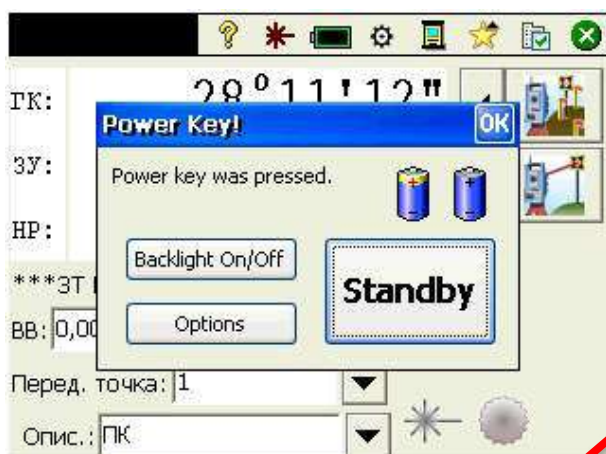 ГК: 28°11'12"
Power Key!
OK
ЗУ:
Power key was pressed.
НР:
Backlight On/Off
Standby
***ЗТ
ВВ: 0,00
Options
Перед. точка: 1
Опис.: ПК